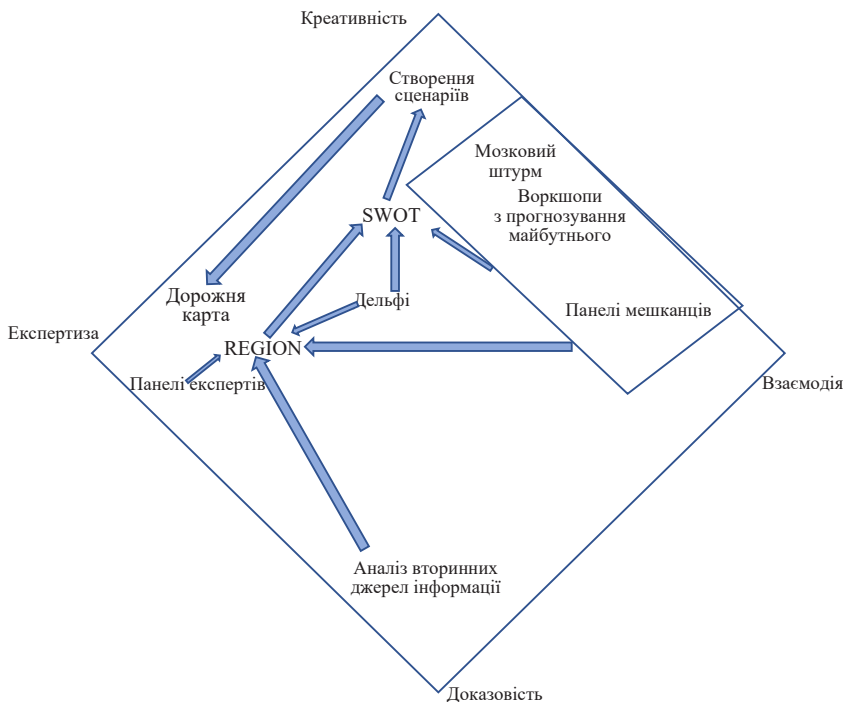 Креативність
Створення
сценаріїв
Мозковий
штурм
Воркшопи
з прогнозування
майбутнього
SWOT
Дорожня
карта
Дельфі
Панелі мешканців
Експертиза
REGION
Панелі експертів
Взаємодія
Аналіз вторинних
джерел інформації
Доказовість